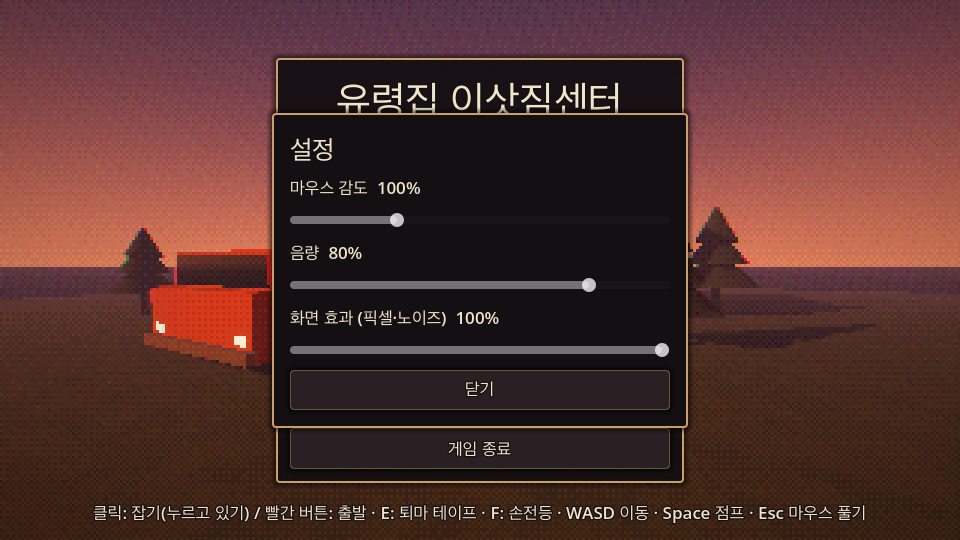 유령집 이삿짐센터
설정
마우스 감도 100%
음량 80%
화면 효과 (픽셀·노이즈) 100%
닫기
게임 종료
클릭: 잡기(누르고 있기) / 빨간 버튼: 출발 · E: 퇴마 테이프 · F: 손전등 · WASD 이동 · Space 점프 · Esc 마우스 풀기